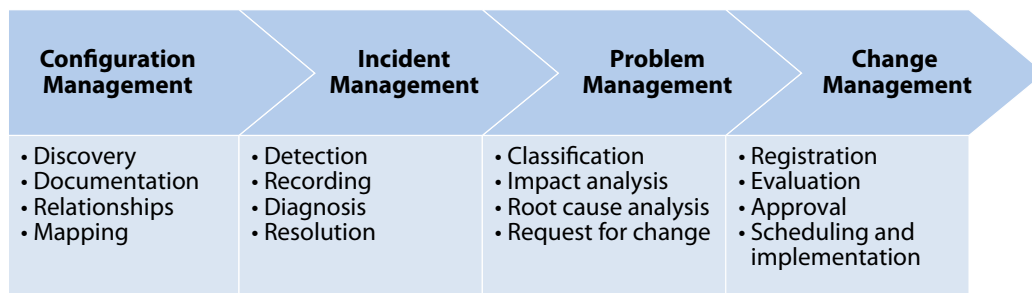 Configuration
Management
Incident
Management
Problem
Management
Change
Management
• Discovery
• Documentation
• Relationships
• Mapping
• Detection
• Recording
• Diagnosis
• Resolution
• Classification
• Impact analysis
• Root cause analysis
• Request for change
• Registration
• Evaluation
• Approval
• Scheduling and
implementation